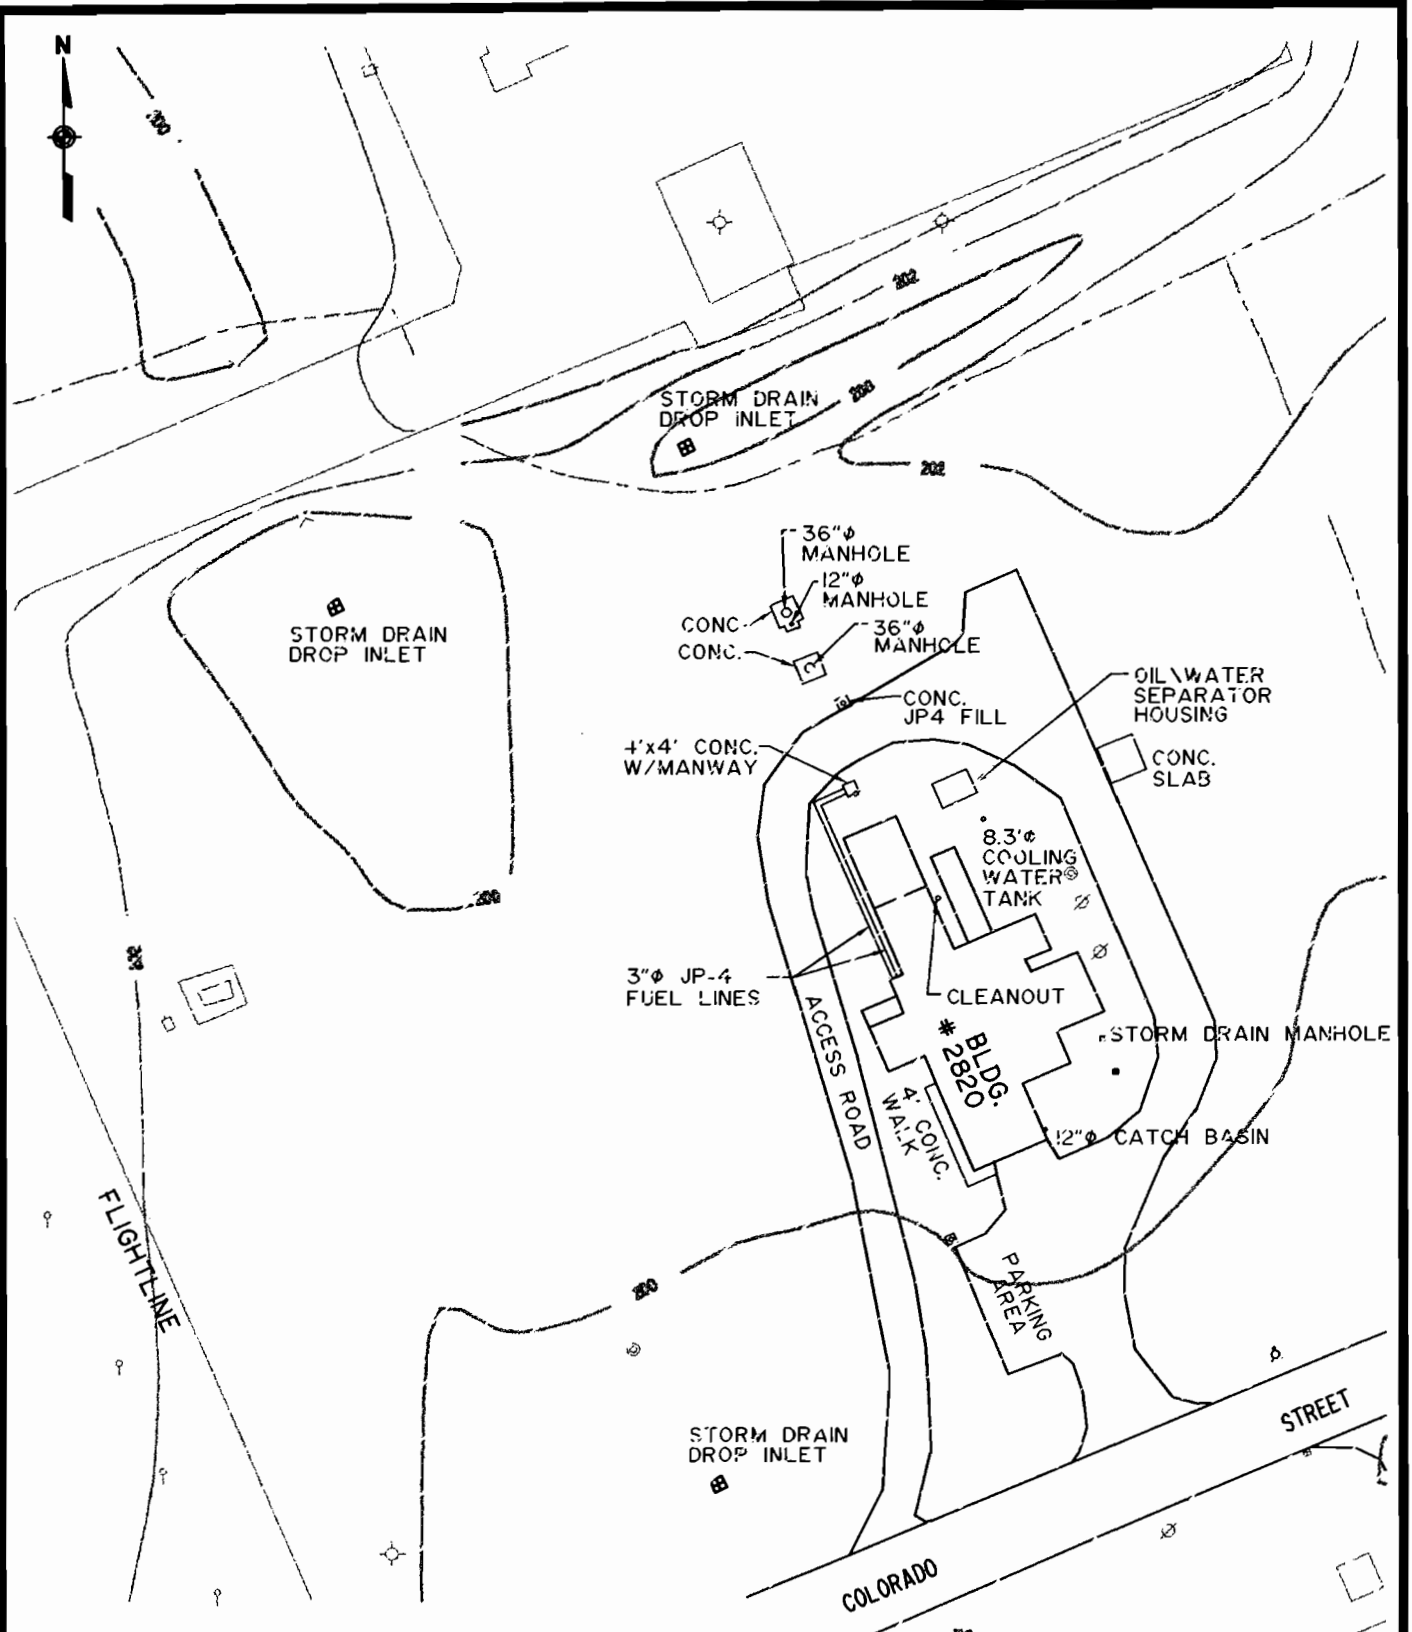 N
200
202
STORM DRAIN
DROP INLET
200
202
36"φ
MANHOLE
12"φ
MANHOLE
CONC.
36"φ
MANHOLE
CONC.
STORM DRAIN
DROP INLET
OIL\WATER
SEPARATOR
HOUSING
CONC.
JP4 FILL
4'x4' CONC.
W/MANWAY
CONC.
SLAB
8.3'φ
COOLING
WATER
TANK
200
202
3"φ JP-4
FUEL LINES
CLEANOUT
ACCESS ROAD
BLDG.
# 2820
STORM DRAIN MANHOLE
4' CONC.
WALK
12"φ CATCH BASIN
FLIGHTLINE
PARKING
AREA
200
STORM DRAIN
DROP INLET
COLORADO STREET